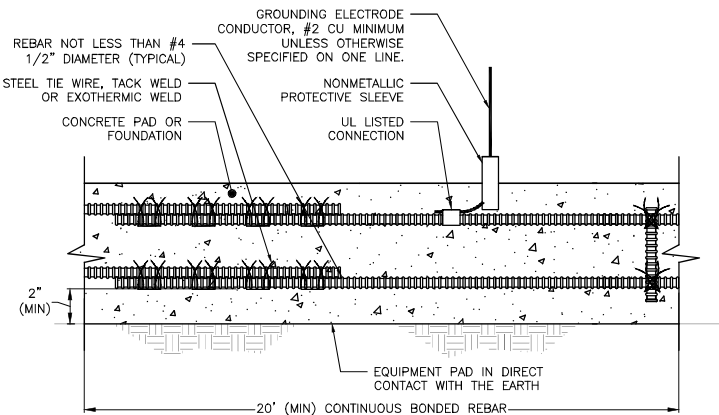 GROUNDING ELECTRODE
CONDUCTOR, #2 CU MINIMUM
UNLESS OTHERWISE
SPECIFIED ON ONE LINE.
REBAR NOT LESS THAN #4
1/2" DIAMETER (TYPICAL)
STEEL TIE WIRE, TACK WELD
OR EXOTHERMIC WELD
NONMETALLIC
PROTECTIVE SLEEVE
CONCRETE PAD OR
FOUNDATION
UL LISTED
CONNECTION
2"
(MIN)
EQUIPMENT PAD IN DIRECT
CONTACT WITH THE EARTH
20' (MIN) CONTINUOUS BONDED REBAR